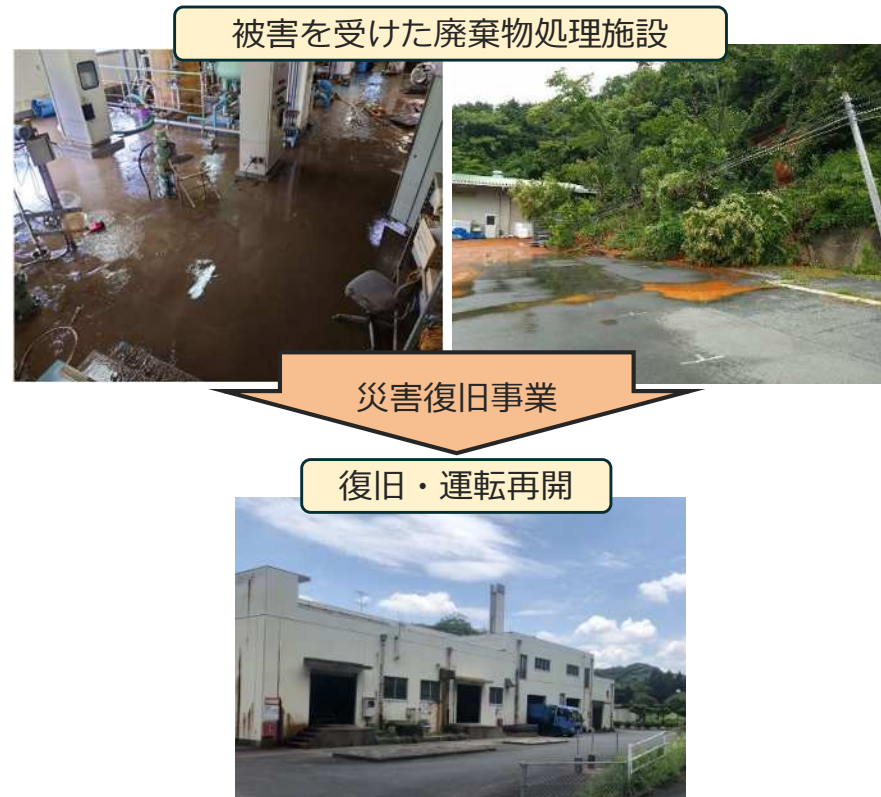 被害を受けた廃棄物処理施設
災害復旧事業
復旧・運転再開